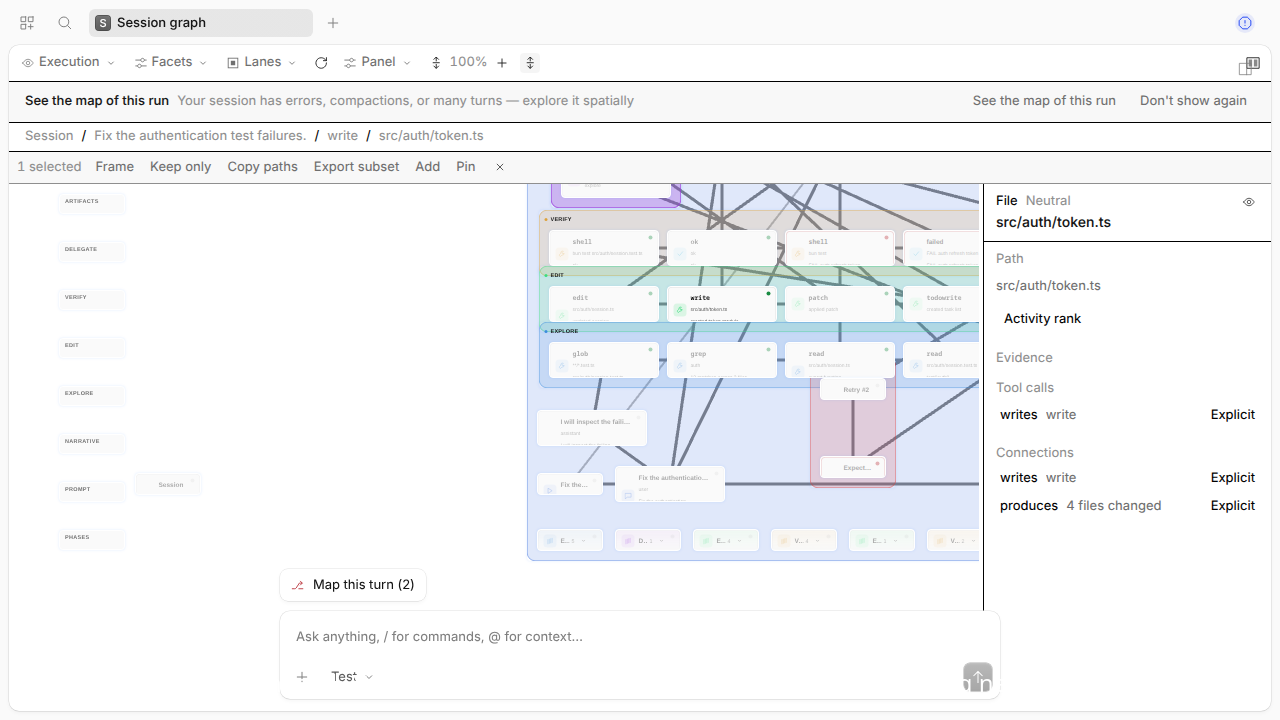 S Session graph
Execution Facets Lanes Panel 100%
See the map of this run Your session has errors, compactions, or many turns — explore it spatially See the map of this run Don't show again
Session / Fix the authentication test failures. / write / src/auth/token.ts
1 selected Frame Keep only Copy paths Export subset Add Pin
ARTIFACTS
DELEGATE
VERIFY
EDIT
EXPLORE
NARRATIVE
PROMPT
Session
PHASES
VERIFY
shell ok shell failed
EDIT
edit write patch todowrite
src/auth/token.ts
EXPLORE
glob grep read read
Retry #2
I will inspect the faili...
Expect...
Fix the... Fix the authenticatio...
E... 5 D... 1 E... 4 V... 4 E... 1 V... 1
File Neutral
src/auth/token.ts
Path
src/auth/token.ts
Activity rank
Evidence
Tool calls
writes write Explicit
Connections
writes write Explicit
produces 4 files changed Explicit
Map this turn (2)
Ask anything, / for commands, @ for context...
Test